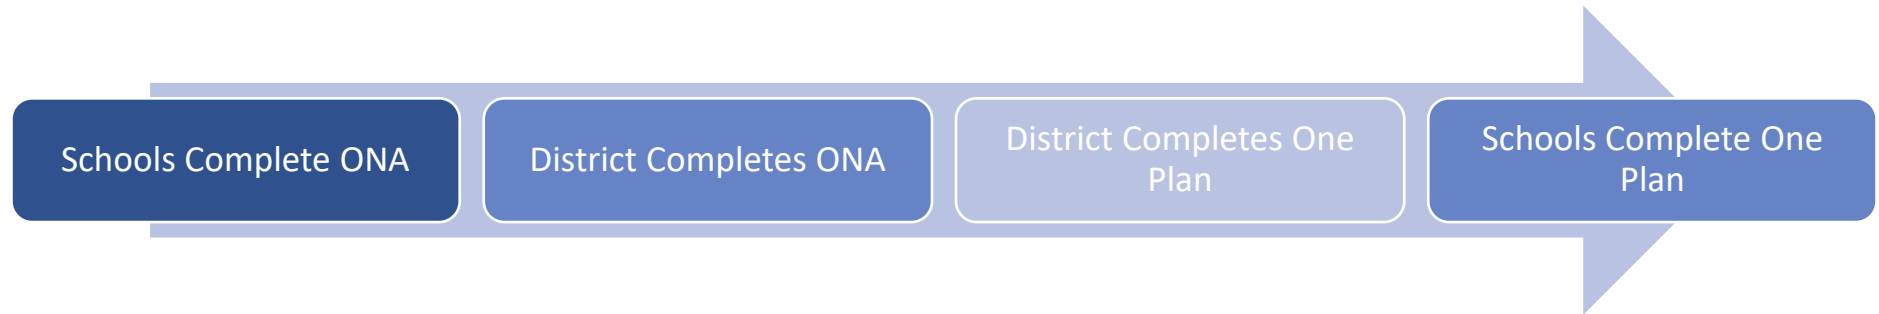 Schools Complete ONA
District Completes ONA
District Completes One
Plan
Schools Complete One
Plan